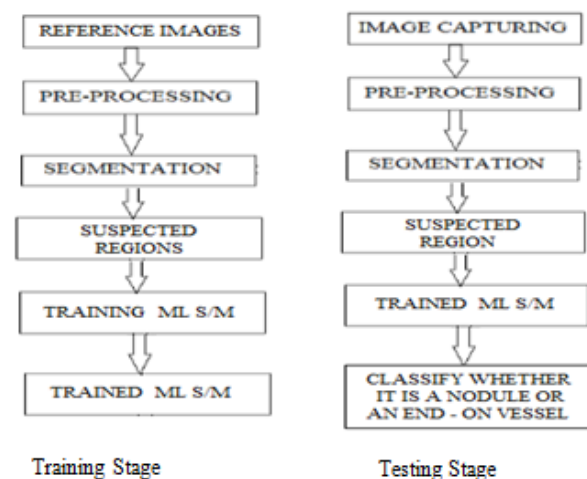 REFERENCE IMAGES
PRE-PROCESSING
SEGMENTATION
SUSPECTED
REGIONS
TRAINING ML S/M
TRAINED ML S/M
Training Stage
IMAGE CAPTURING
PRE-PROCESSING
SEGMENTATION
SUSPECTED
REGION
TRAINED ML S/M
CLASSIFY WHETHER
IT IS A NODULE OR
AN END - ON VESSEL
Testing Stage